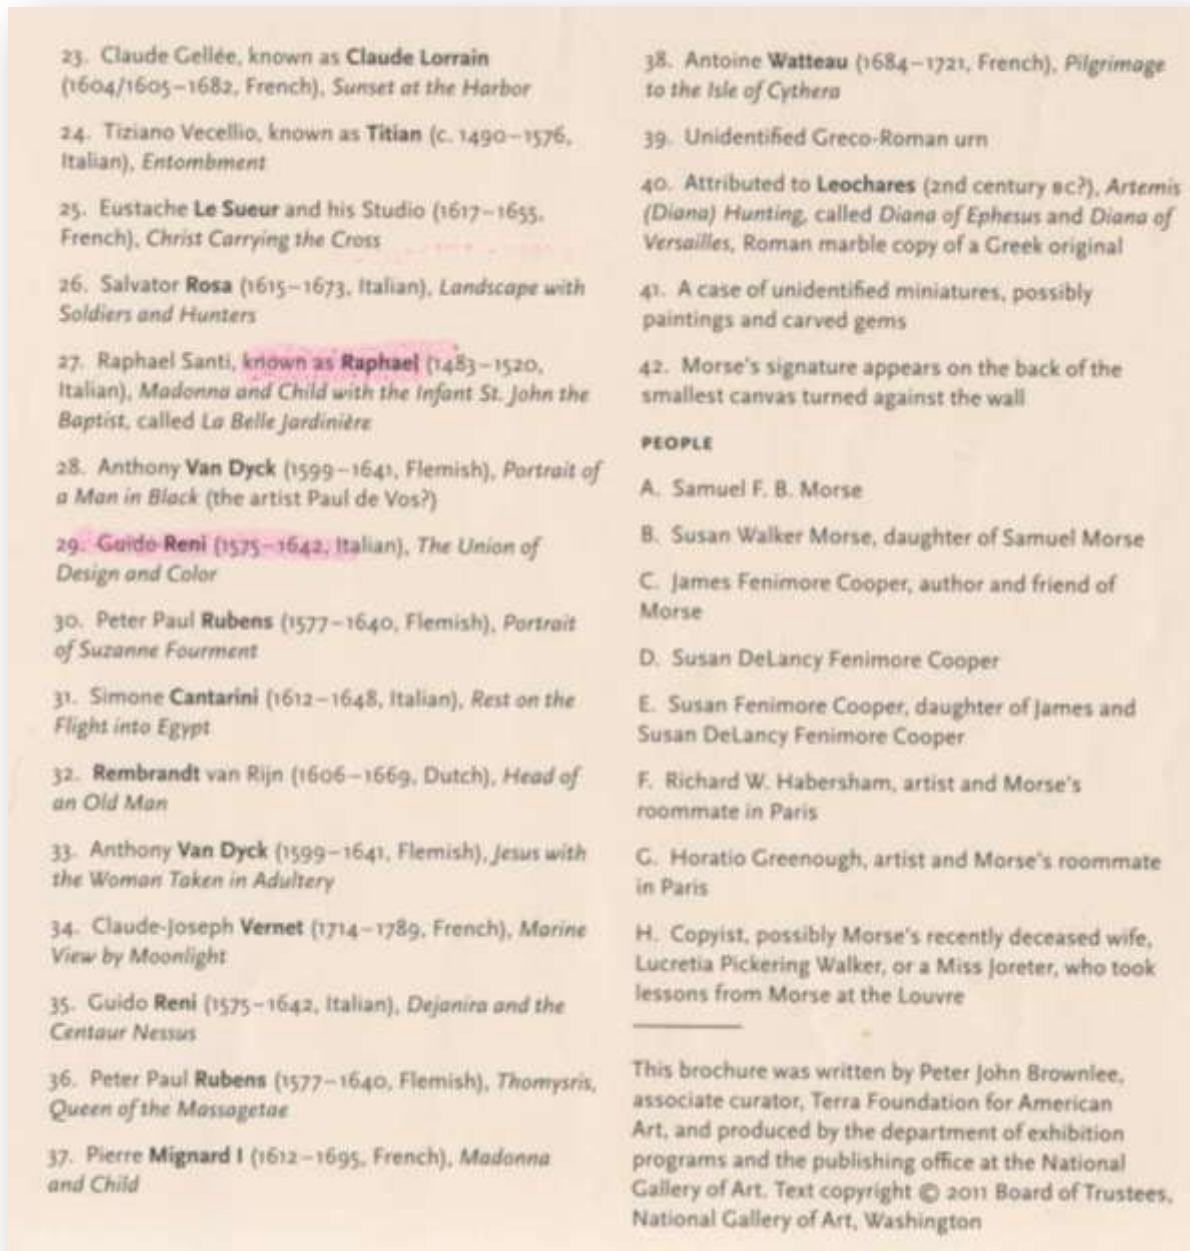 23. Claude Gellée, known as Claude Lorrain
(1604/1605–1682, French), Sunset at the Harbor
24. Tiziano Vecellio, known as Titian (c. 1490–1576,
Italian), Entombment
25. Eustache Le Sueur and his Studio (1617–1655,
French), Christ Carrying the Cross
26. Salvator Rosa (1615–1673, Italian), Landscape with
Soldiers and Hunters
27. Raphael Santi, known as Raphael (1483–1520,
Italian), Madonna and Child with the Infant St. John the
Baptist, called La Belle Jardinière
28. Anthony Van Dyck (1599–1641, Flemish), Portrait of
a Man in Black (the artist Paul de Vos?)
29. Guido Reni (1575–1642, Italian), The Union of
Design and Color
30. Peter Paul Rubens (1577–1640, Flemish), Portrait
of Suzanne Fourment
31. Simone Cantarini (1612–1648, Italian), Rest on the
Flight into Egypt
32. Rembrandt van Rijn (1606–1669, Dutch), Head of
an Old Man
33. Anthony Van Dyck (1599–1641, Flemish), Jesus with
the Woman Taken in Adultery
34. Claude-Joseph Vernet (1714–1789, French), Marine
View by Moonlight
35. Guido Reni (1575–1642, Italian), Dejanira and the
Centaur Nessus
36. Peter Paul Rubens (1577–1640, Flemish), Thomysris,
Queen of the Massagetae
37. Pierre Mignard I (1612–1695, French), Madonna
and Child
38. Antoine Watteau (1684–1721, French), Pilgrimage
to the Isle of Cythera
39. Unidentified Greco-Roman urn
40. Attributed to Leochares (2nd century BC?), Artemis
(Diana) Hunting, called Diana of Ephesus and Diana of
Versailles, Roman marble copy of a Greek original
41. A case of unidentified miniatures, possibly
paintings and carved gems
42. Morse's signature appears on the back of the
smallest canvas turned against the wall
PEOPLE
A. Samuel F. B. Morse
B. Susan Walker Morse, daughter of Samuel Morse
C. James Fenimore Cooper, author and friend of
Morse
D. Susan DeLancy Fenimore Cooper
E. Susan Fenimore Cooper, daughter of James and
Susan DeLancy Fenimore Cooper
F. Richard W. Habersham, artist and Morse's
roommate in Paris
G. Horatio Greenough, artist and Morse's roommate
in Paris
H. Copyist, possibly Morse's recently deceased wife,
Lucretia Pickering Walker, or a Miss Joreter, who took
lessons from Morse at the Louvre
This brochure was written by Peter John Brownlee,
associate curator, Terra Foundation for American
Art, and produced by the department of exhibition
programs and the publishing office at the National
Gallery of Art. Text copyright © 2011 Board of Trustees,
National Gallery of Art, Washington